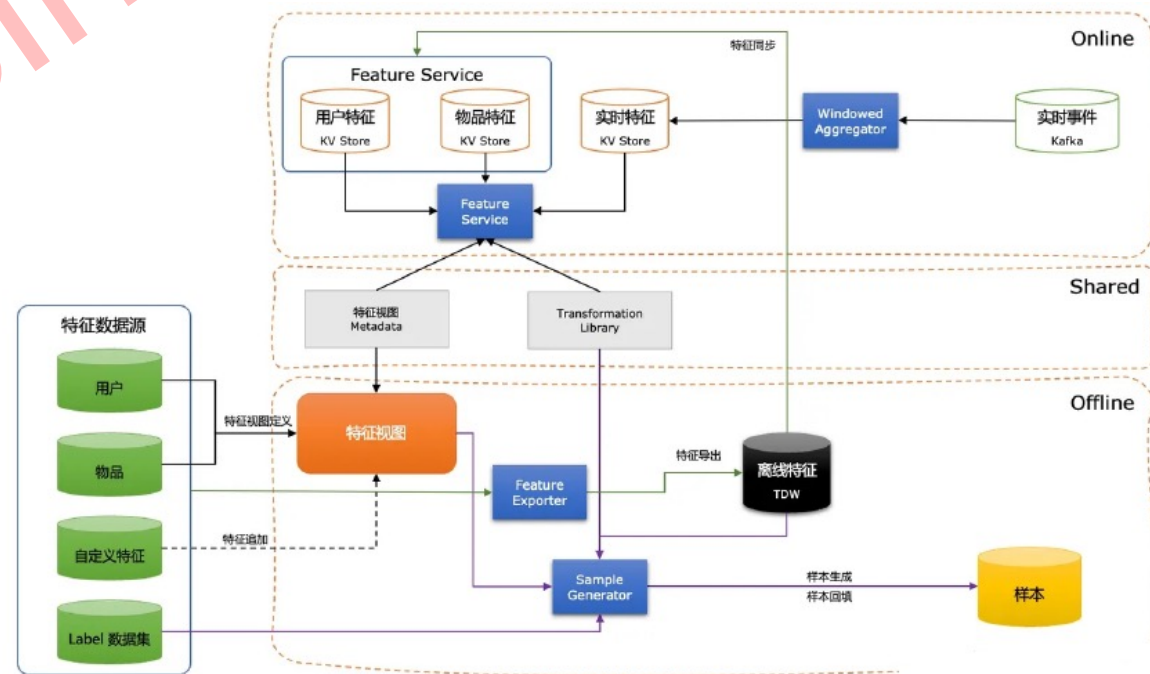 Online
特征同步
Feature Service
用户特征
KV Store
物品特征
KV Store
实时特征
KV Store
Windowed
Aggregator
实时事件
Kafka
Feature
Service
Shared
特征视图
Metadata
Transformation
Library
特征数据源
用户
物品
自定义特征
Label 数据集
Offline
特征视图定义
特征视图
特征追加
Feature
Exporter
特征导出
离线特征
TDW
Sample
Generator
样本生成
样本回填
样本